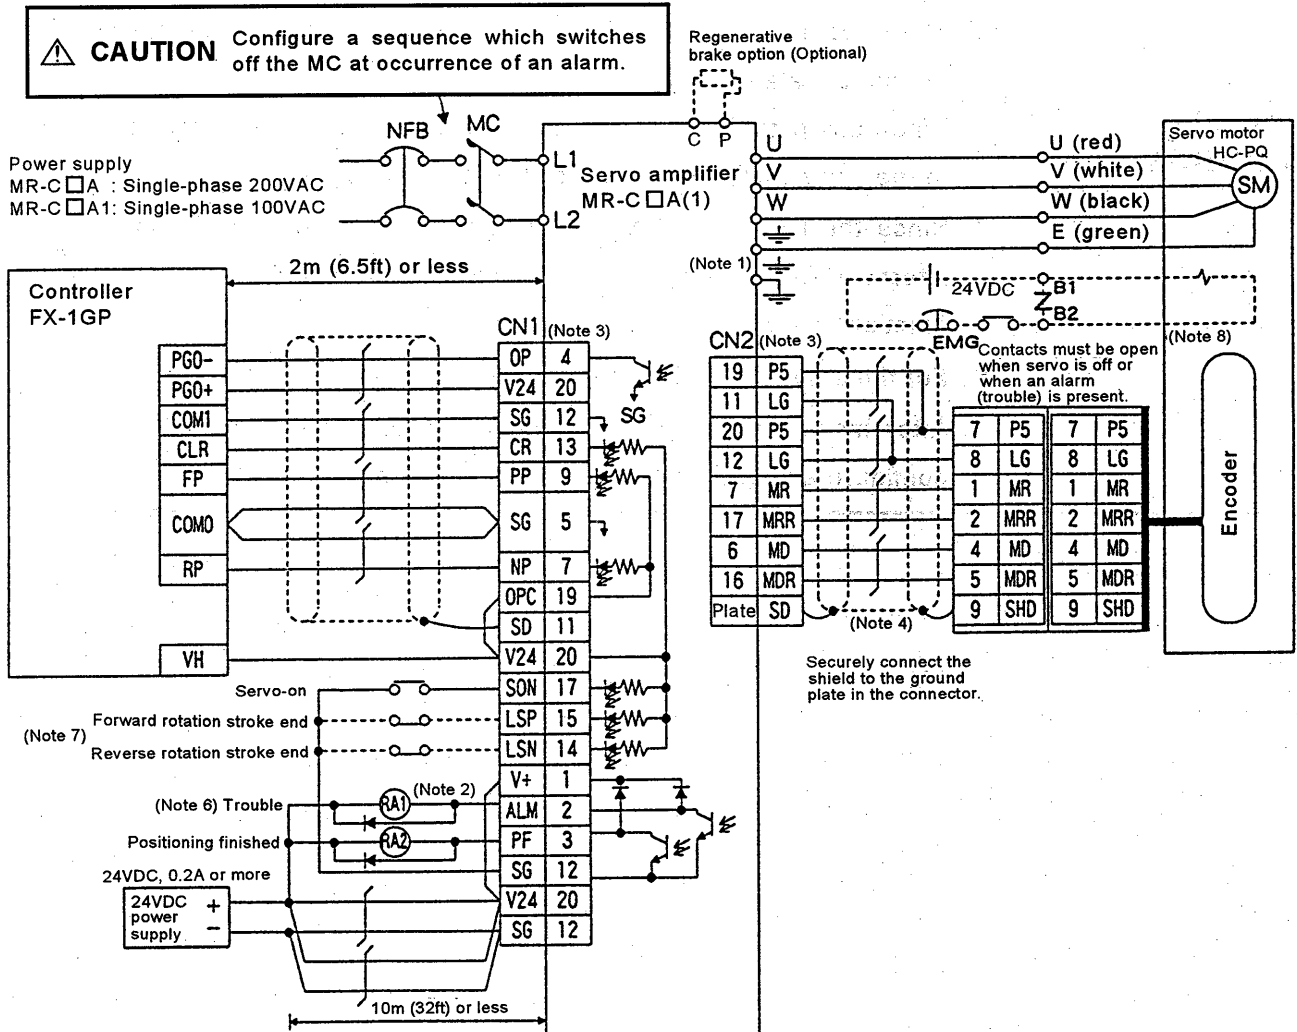 CAUTION Configure a sequence which switches
off the MC at occurrence of an alarm.
Regenerative
brake option (Optional)
C P
NFB MC
Power supply
MR-C□A : Single-phase 200VAC
MR-C□A1: Single-phase 100VAC
L1
L2
Servo amplifier
MR-C□A(1)
U
V
W
U (red)
V (white)
W (black)
E (green)
Servo motor
HC-PQ
SM
(Note 1)
2m (6.5ft) or less
Controller
FX-1GP
24VDC
B1
B2
EMG
(Note 8)
Contacts must be open
when servo is off or
when an alarm
(trouble) is present.
CN1 (Note 3)
PG0- OP 4
PG0+ V24 20
COM1 SG 12
CLR CR 13
FP PP 9
COM0 SG 5
RP NP 7
OPC 19
SD 11
VH V24 20
SG
Servo-on SON 17
Forward rotation stroke end LSP 15
(Note 7)
Reverse rotation stroke end LSN 14
V+ 1
(Note 6) Trouble RA1 (Note 2) ALM 2
Positioning finished RA2 PF 3
SG 12
24VDC, 0.2A or more
24VDC
power
supply
+
−
V24 20
SG 12
10m (32ft) or less
CN2 (Note 3)
19 P5
11 LG
20 P5 7 P5 7 P5
12 LG 8 LG 8 LG
7 MR 1 MR 1 MR
17 MRR 2 MRR 2 MRR
6 MD 4 MD 4 MD
16 MDR 5 MDR 5 MDR
Plate SD 9 SHD 9 SHD
(Note 4)
Encoder
Securely connect the
shield to the ground
plate in the connector.